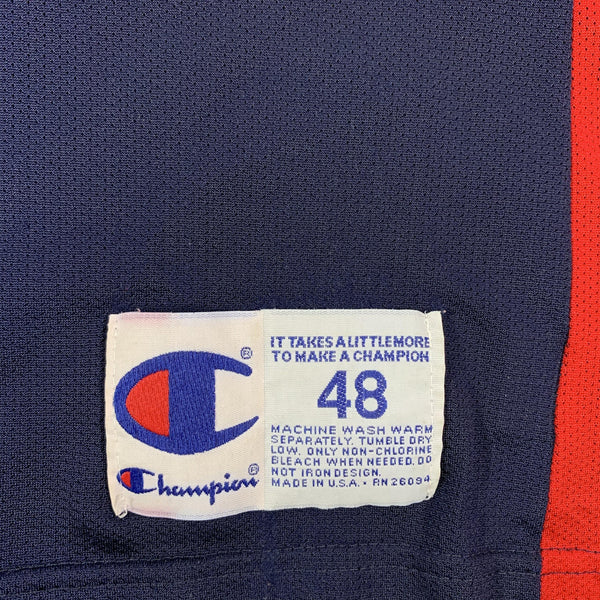 ®
Champion®
IT TAKES A LITTLE MORE
TO MAKE A CHAMPION
48
MACHINE WASH WARM
SEPARATELY. TUMBLE DRY
LOW. ONLY NON-CHLORINE
BLEACH WHEN NEEDED. DO
NOT IRON DESIGN.
MADE IN U.S.A. • RN 26094